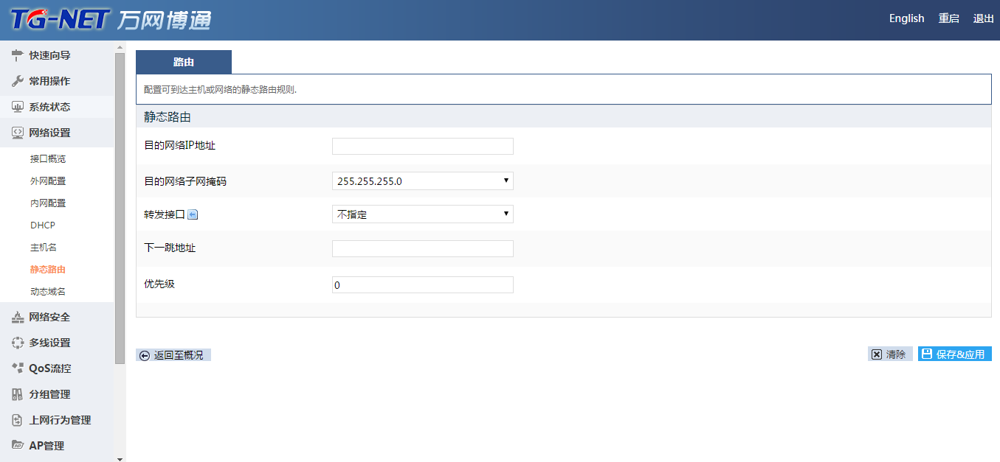 TG-NET 万网博通
English 重启 退出
快速向导
常用操作
系统状态
网络设置
接口概览
外网配置
内网配置
DHCP
主机名
静态路由
动态域名
网络安全
多线设置
QoS流控
分组管理
上网行为管理
AP管理
路由
配置可到达主机或网络的静态路由规则.
静态路由
目的网络IP地址
目的网络子网掩码 255.255.255.0
转发接口 不指定
下一跳地址
优先级 0
返回至概况 清除 保存&应用